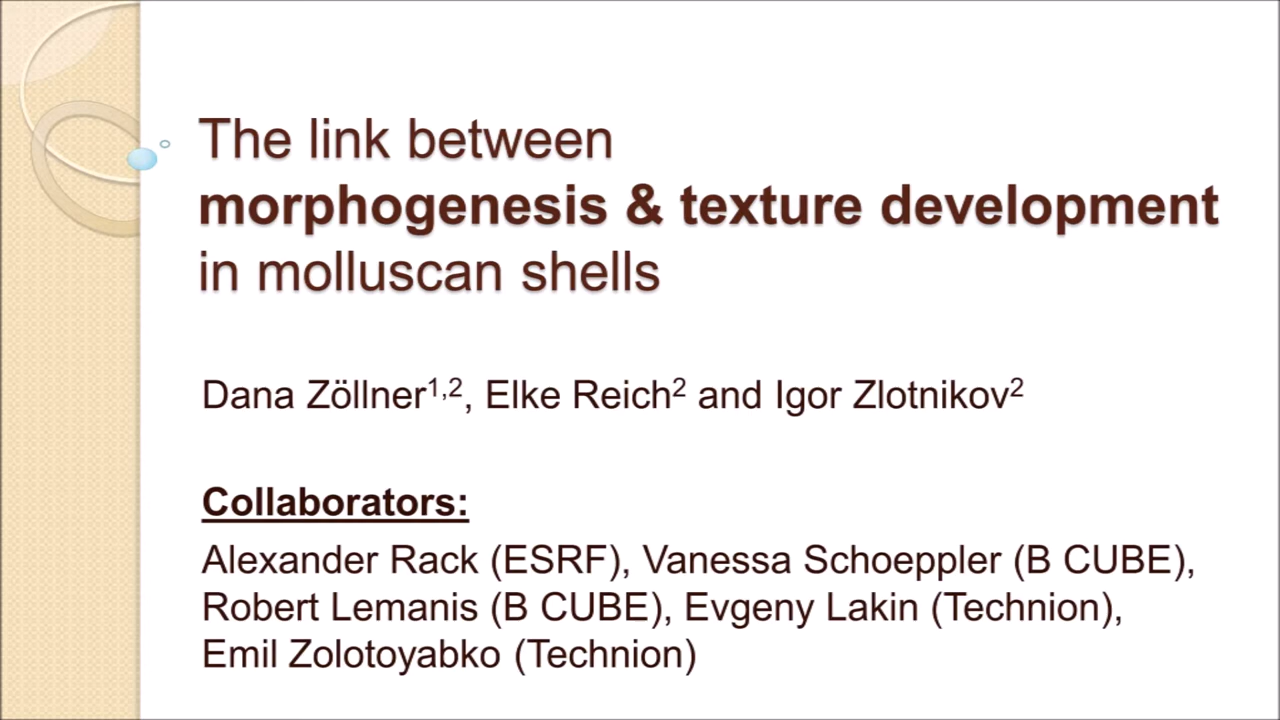 The link between
morphogenesis & texture development
in molluscan shells
Dana Zöllner1,2, Elke Reich2 and Igor Zlotnikov2
Collaborators:
Alexander Rack (ESRF), Vanessa Schoeppler (B CUBE),
Robert Lemanis (B CUBE), Evgeny Lakin (Technion),
Emil Zolotoyabko (Technion)